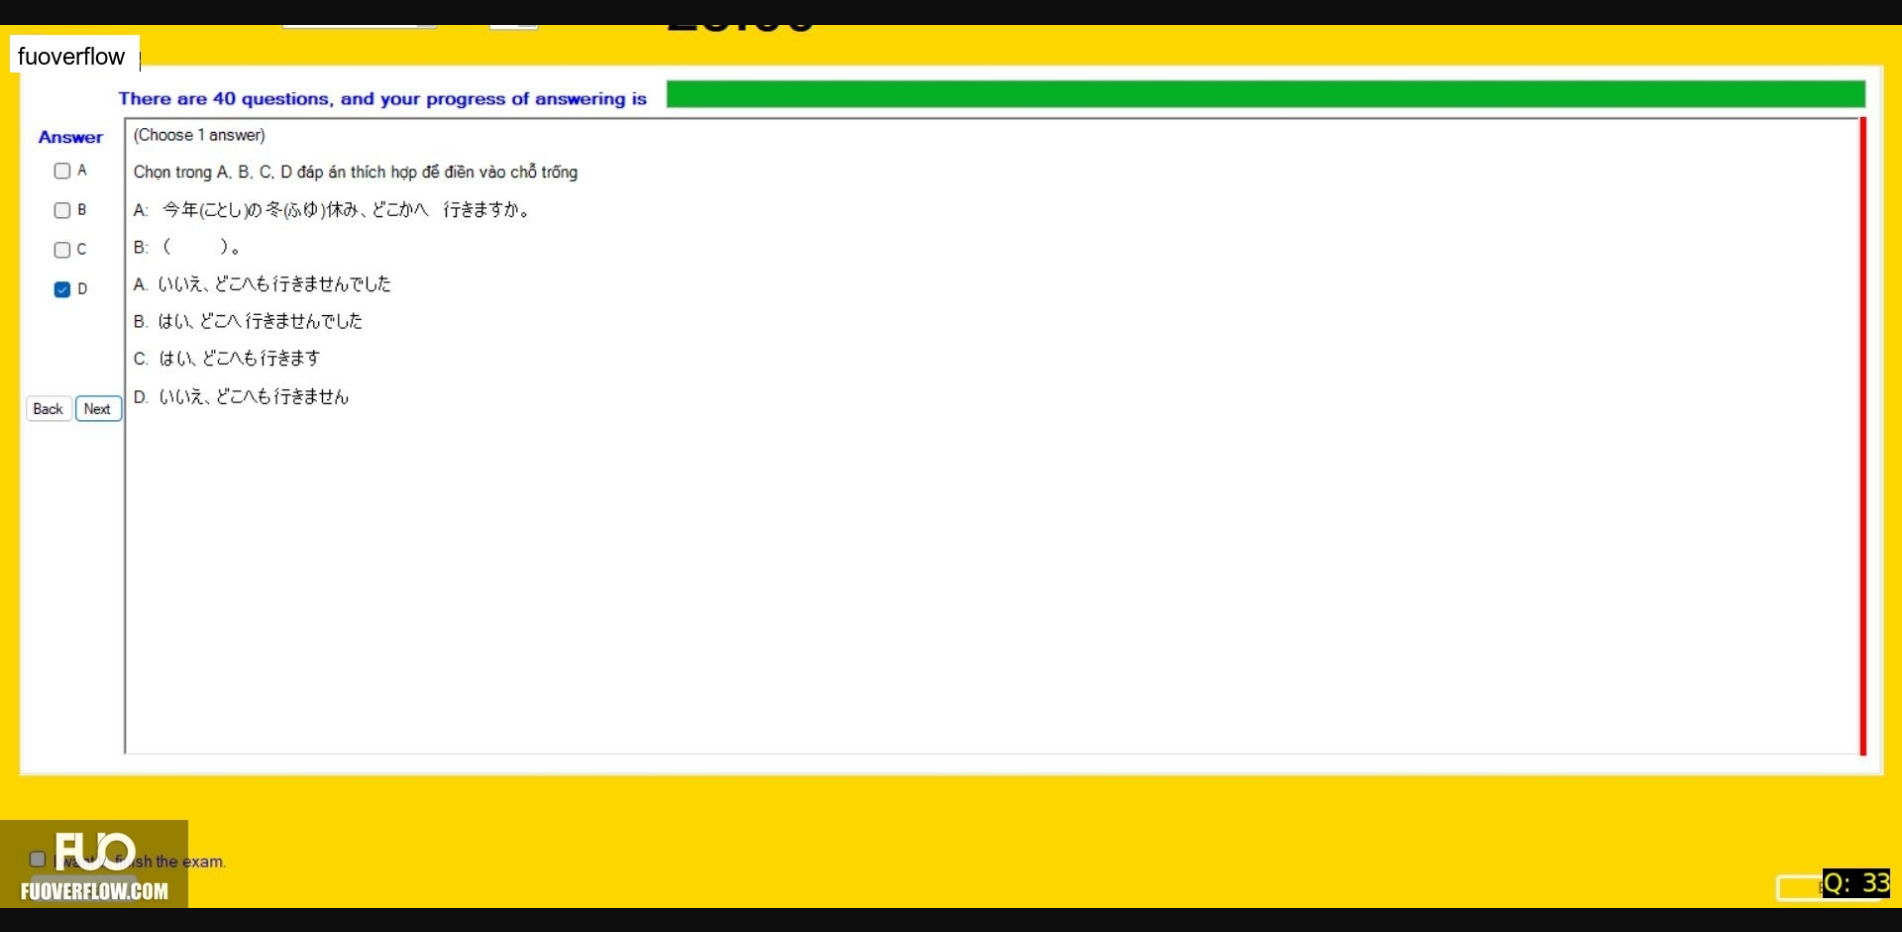 fuoverflow
There are 40 questions, and your progress of answering is
Answer
(Choose 1 answer)
A
Chọn trong A, B, C, D đáp án thích hợp để điền vào chỗ trống
B
A: 今年(ことし)の冬(ふゆ)休み、どこかへ 行きますか。
C
B: ( )。
D
A. いいえ、どこへも行きませんでした
B. はい、どこへ行きませんでした
C. はい、どこへも行きます
D. いいえ、どこへも行きません
Back Next
FUO
finish the exam.
FUOVERFLOW.COM
Q: 33